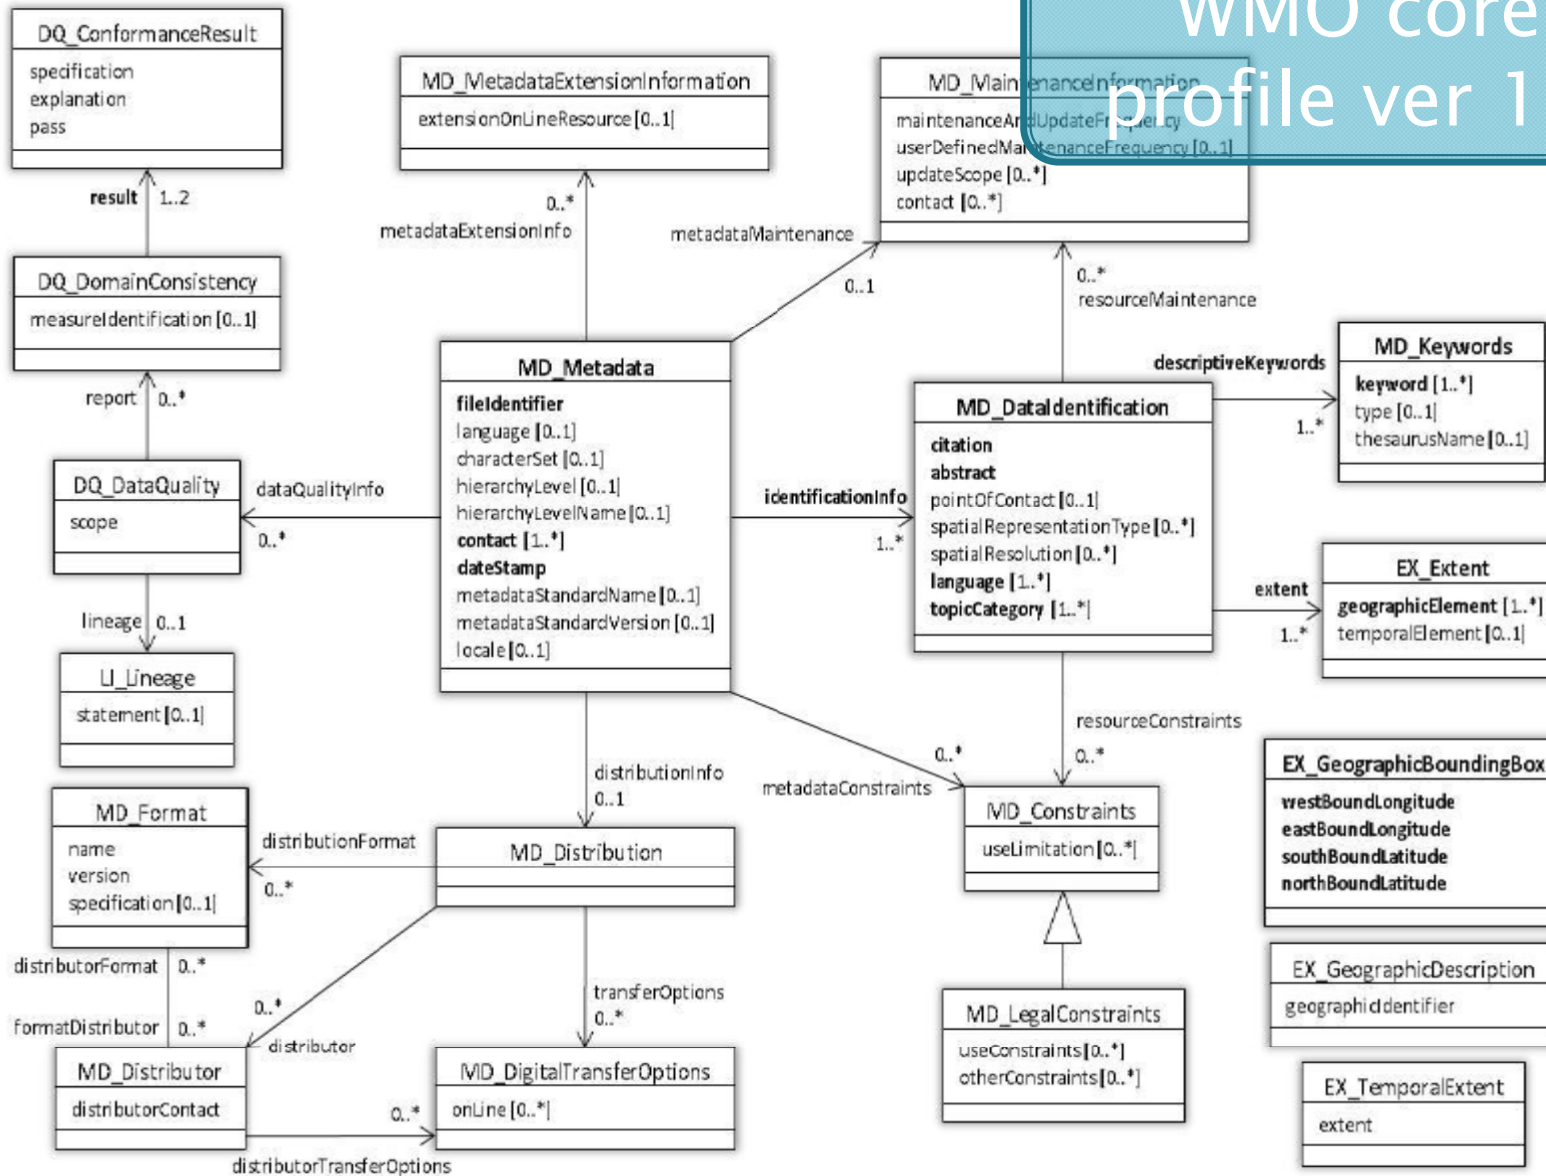 WMO core
profile ver 1
DQ_ConformanceResult
specification
explanation
pass
result 1..2
DQ_DomainConsistency
measureIdentification [0..1]
report 0..*
DQ_DataQuality
scope
lineage 0..1
LI_Lineage
statement [0..1]
MD_MetadataExtensionInformation
extensionOnLineResource [0..1]
0..*
metadataExtensionInfo
MD_MaintenanceInformation
maintenanceAndUpdateFrequency
userDefinedMaintenanceFrequency [0..1]
updateScope [0..*]
contact [0..*]
metadataMaintenance
0..1
0..*
resourceMaintenance
MD_Metadata
fileIdentifier
language [0..1]
characterSet [0..1]
hierarchyLevel [0..1]
hierarchyLevelName [0..1]
contact [1..*]
dateStamp
metadataStandardName [0..1]
metadataStandardVersion [0..1]
locale [0..1]
dataQualityInfo
0..*
identificationInfo
1..*
MD_DataIdentification
citation
abstract
pointOfContact [0..1]
spatialRepresentationType [0..*]
spatialResolution [0..*]
language [1..*]
topicCategory [1..*]
descriptiveKeywords
1..*
MD_Keywords
keyword [1..*]
type [0..1]
thesaurusName [0..1]
extent
1..*
EX_Extent
geographicElement [1..*]
temporalElement [0..1]
resourceConstraints
0..*
0..*
metadataConstraints
MD_Constraints
useLimitation [0..*]
MD_LegalConstraints
useConstraints [0..*]
otherConstraints [0..*]
EX_GeographicBoundingBox
westBoundLongitude
eastBoundLongitude
southBoundLatitude
northBoundLatitude
EX_GeographicDescription
geographicIdentifier
EX_TemporalExtent
extent
distributionInfo
0..1
MD_Distribution
distributionFormat
0..*
MD_Format
name
version
specification [0..1]
distributorFormat 0..*
formatDistributor 0..*
0..*
distributor
transferOptions
0..*
MD_Distributor
distributorContact
MD_DigitalTransferOptions
onLine [0..*]
0..*
distributorTransferOptions